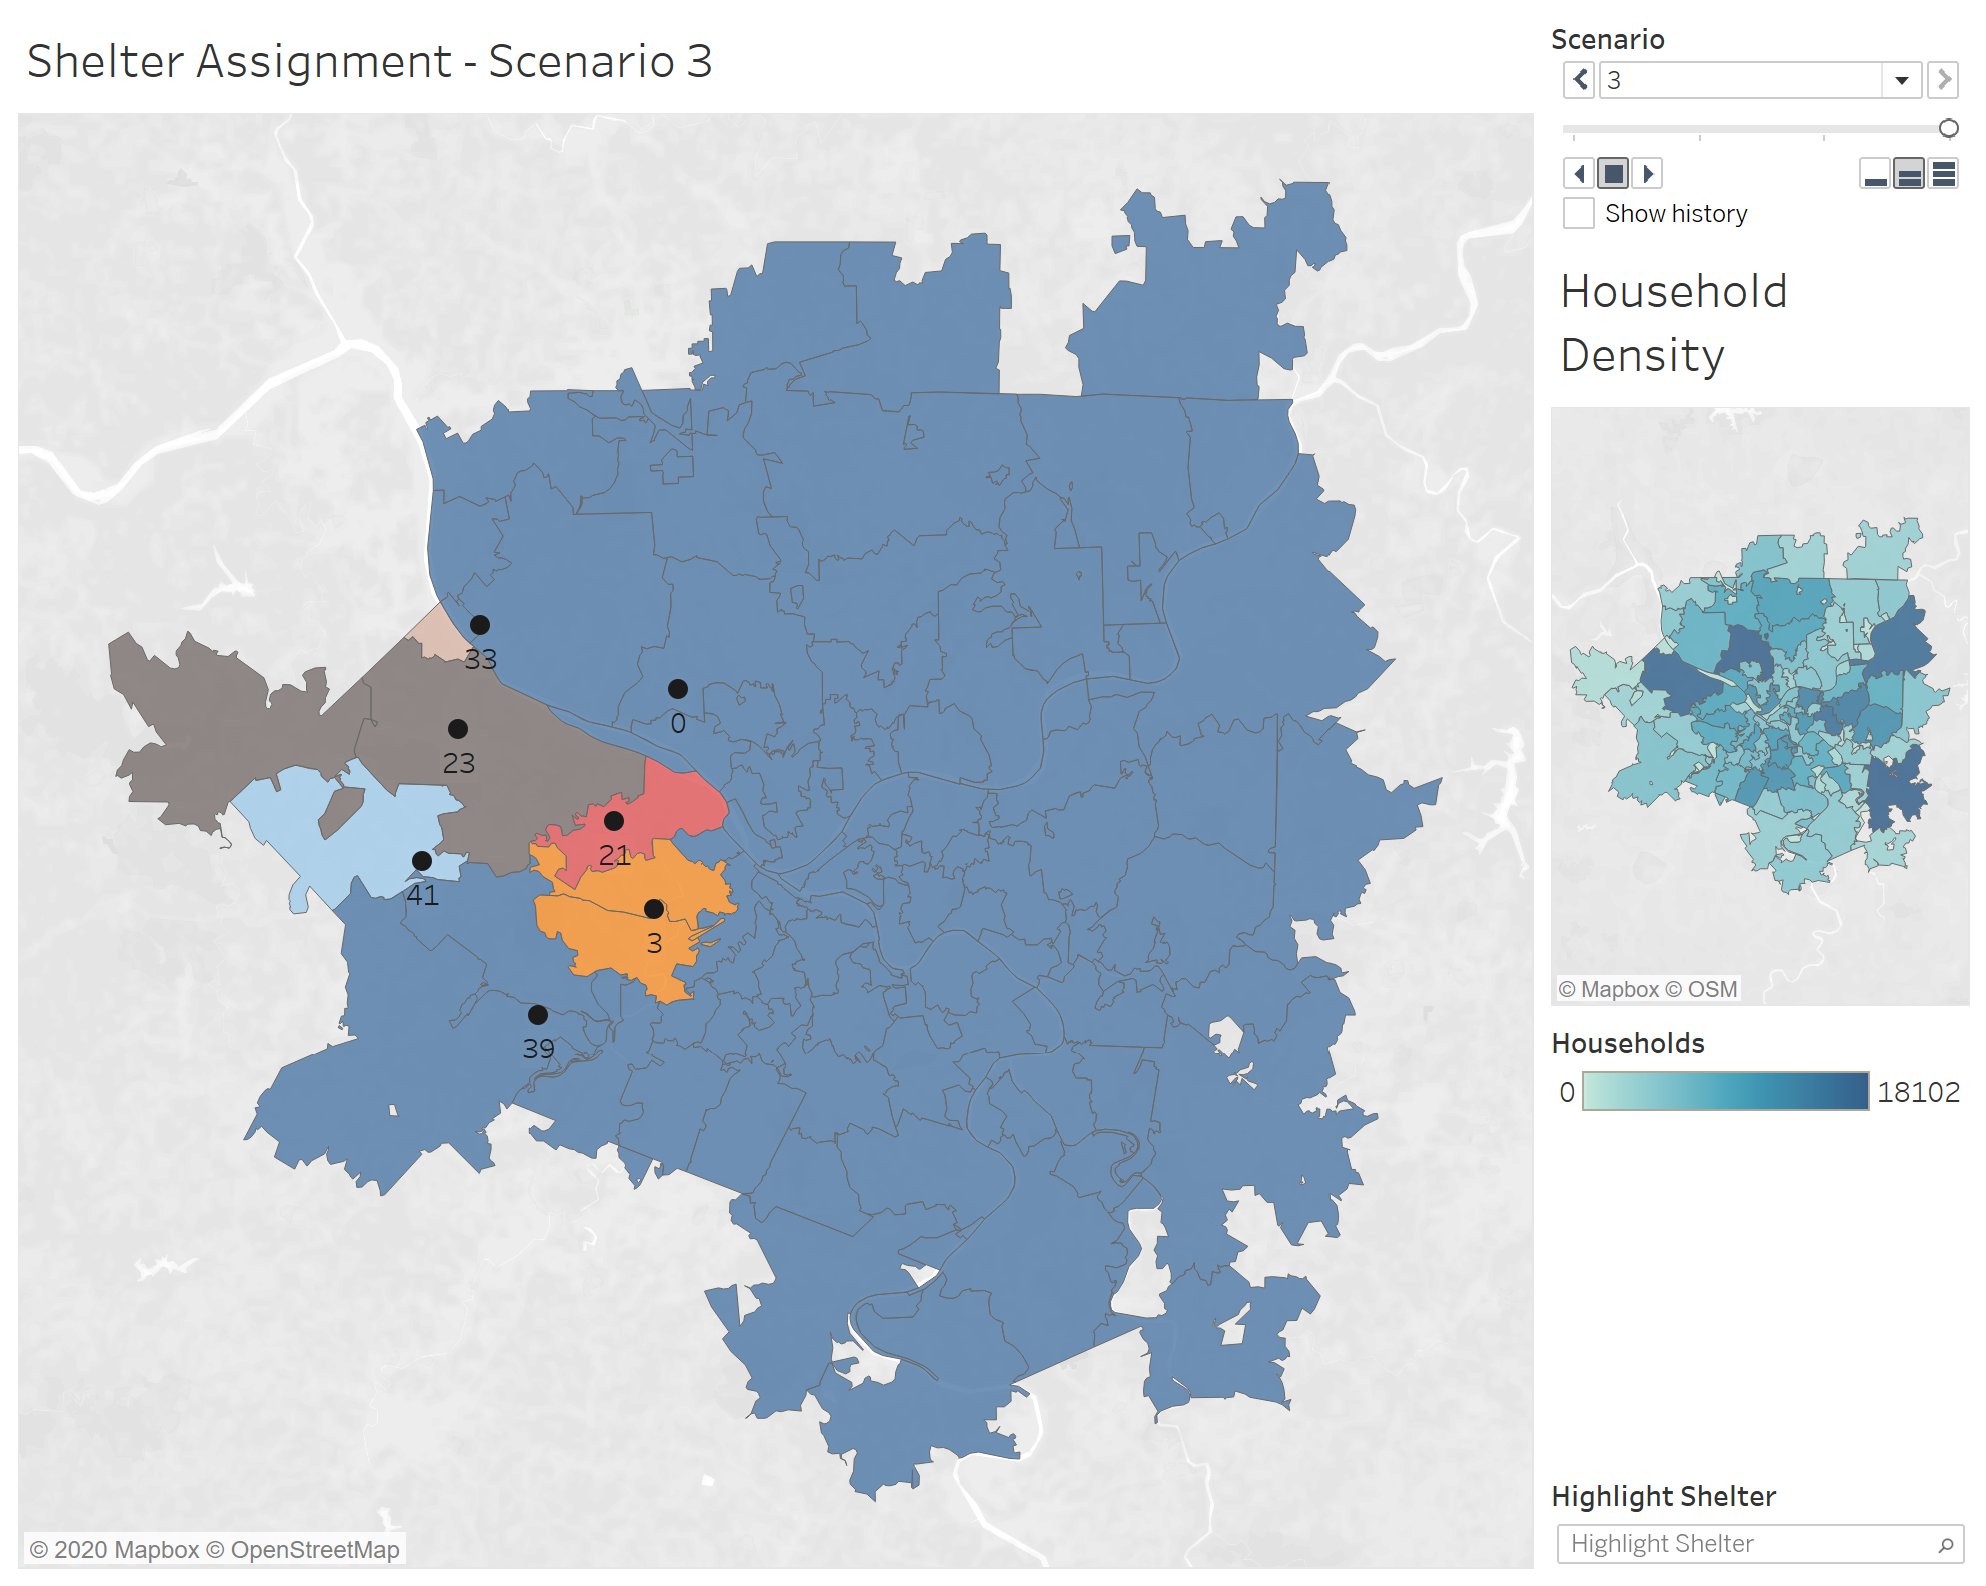 Shelter Assignment - Scenario 3
33
0
23
21
41
3
39
© 2020 Mapbox © OpenStreetMap
Scenario
3
Show history
Household
Density
© Mapbox © OSM
Households
0 18102
Highlight Shelter
Highlight Shelter